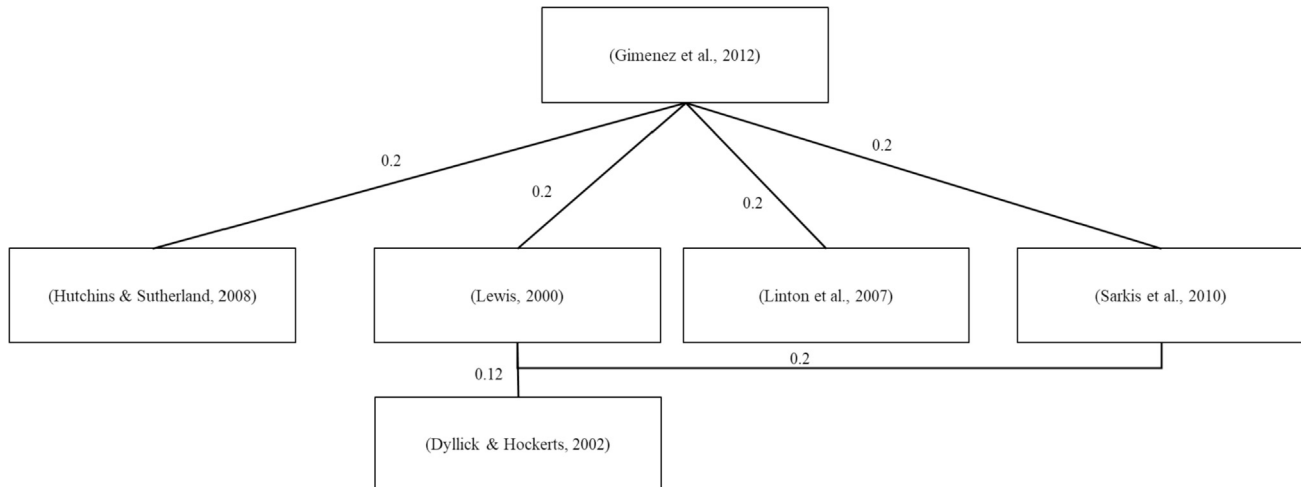 (Gimenez et al., 2012)
0.2
0.2
0.2
0.2
(Hutchins & Sutherland, 2008)
(Lewis, 2000)
(Linton et al., 2007)
(Sarkis et al., 2010)
0.2
0.12
(Dyllick & Hockerts, 2002)